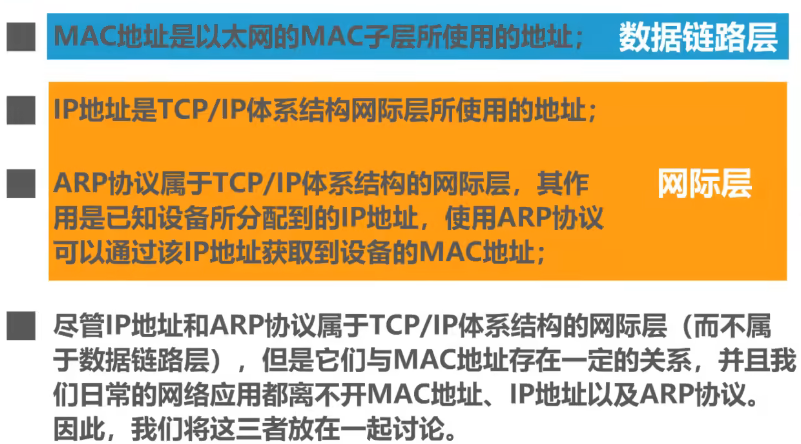 MAC地址是以太网的MAC子层所使用的地址； 数据链路层
IP地址是TCP/IP体系结构网际层所使用的地址；
ARP协议属于TCP/IP体系结构的网际层，其作
用是已知设备所分配到的IP地址，使用ARP协议
可以通过该IP地址获取到设备的MAC地址；
网际层
尽管IP地址和ARP协议属于TCP/IP体系结构的网际层（而不属
于数据链路层），但是它们与MAC地址存在一定的关系，并且我
们日常的网络应用都离不开MAC地址、IP地址以及ARP协议。
因此，我们将这三者放在一起讨论。